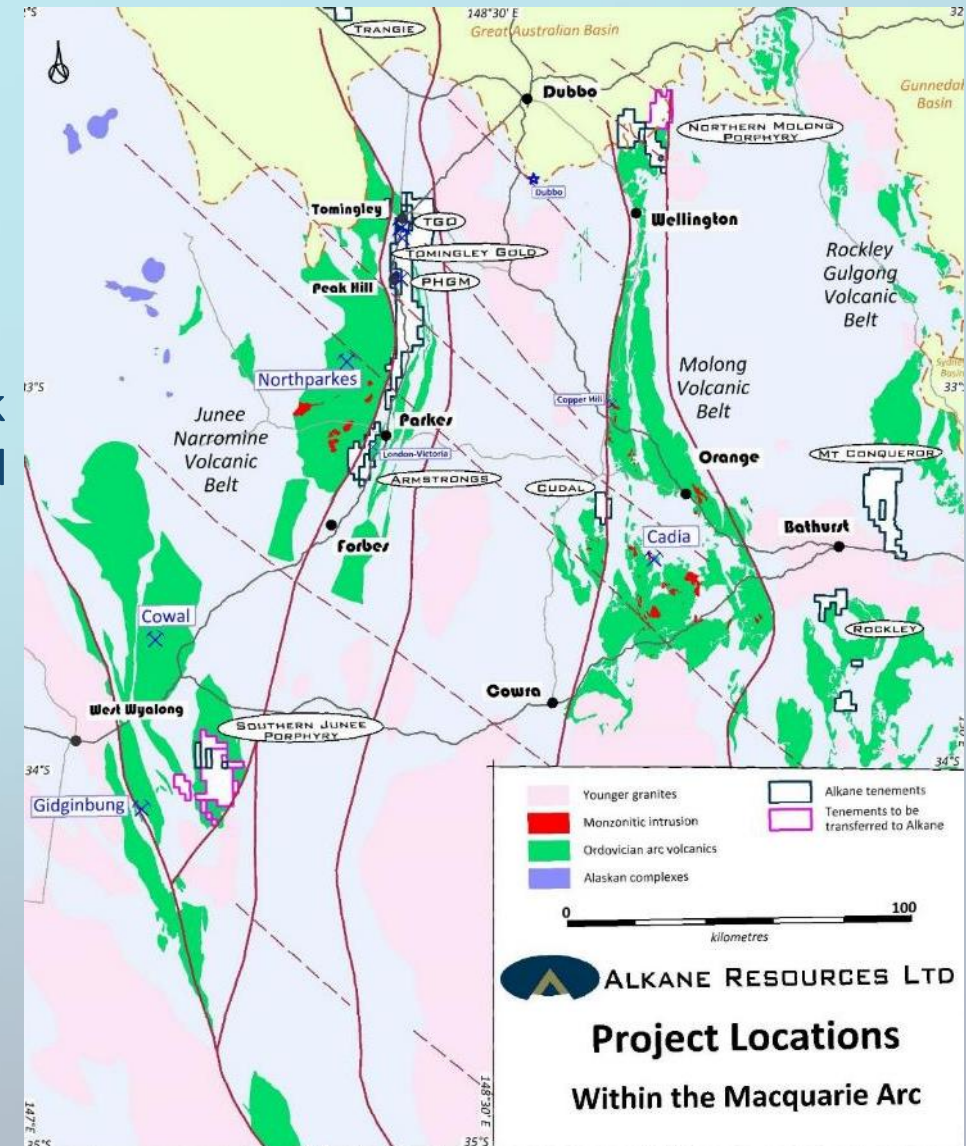 148°30' E
32°S
TRANGIE
Great Australian Basin
Gunnedah
Basin
Dubbo
NORTHERN MOLONG
PORPHYRY
Dubbo
Tomingley
TGO
Wellington
TOMINGLEY GOLD
Peak Hill
PHGM
Rockley
Gulgong
Volcanic
Belt
Northparkes
Molong
Volcanic
Belt
33°S
Junee
Narromine
Volcanic
Belt
Copper Hill
Parkes
London-Victoria
Orange
MT CONQUEROR
ARMSTRONGS
CUDAL
Forbes
Cadia
Bathurst
Cowal
ROCKLEY
Cowra
West Wyalong
SOUTHERN JUNEE
PORPHYRY
34°S
34°S
Gidginbung
Younger granites
Monzonitic intrusion
Ordovician arc volcanics
Alaskan complexes
Alkane tenements
Tenements to be
transferred to Alkane
0
100
kilometres
ALKANE RESOURCES LTD
Project Locations
Within the Macquarie Arc
147°E
148°30' E
35°S
35°S